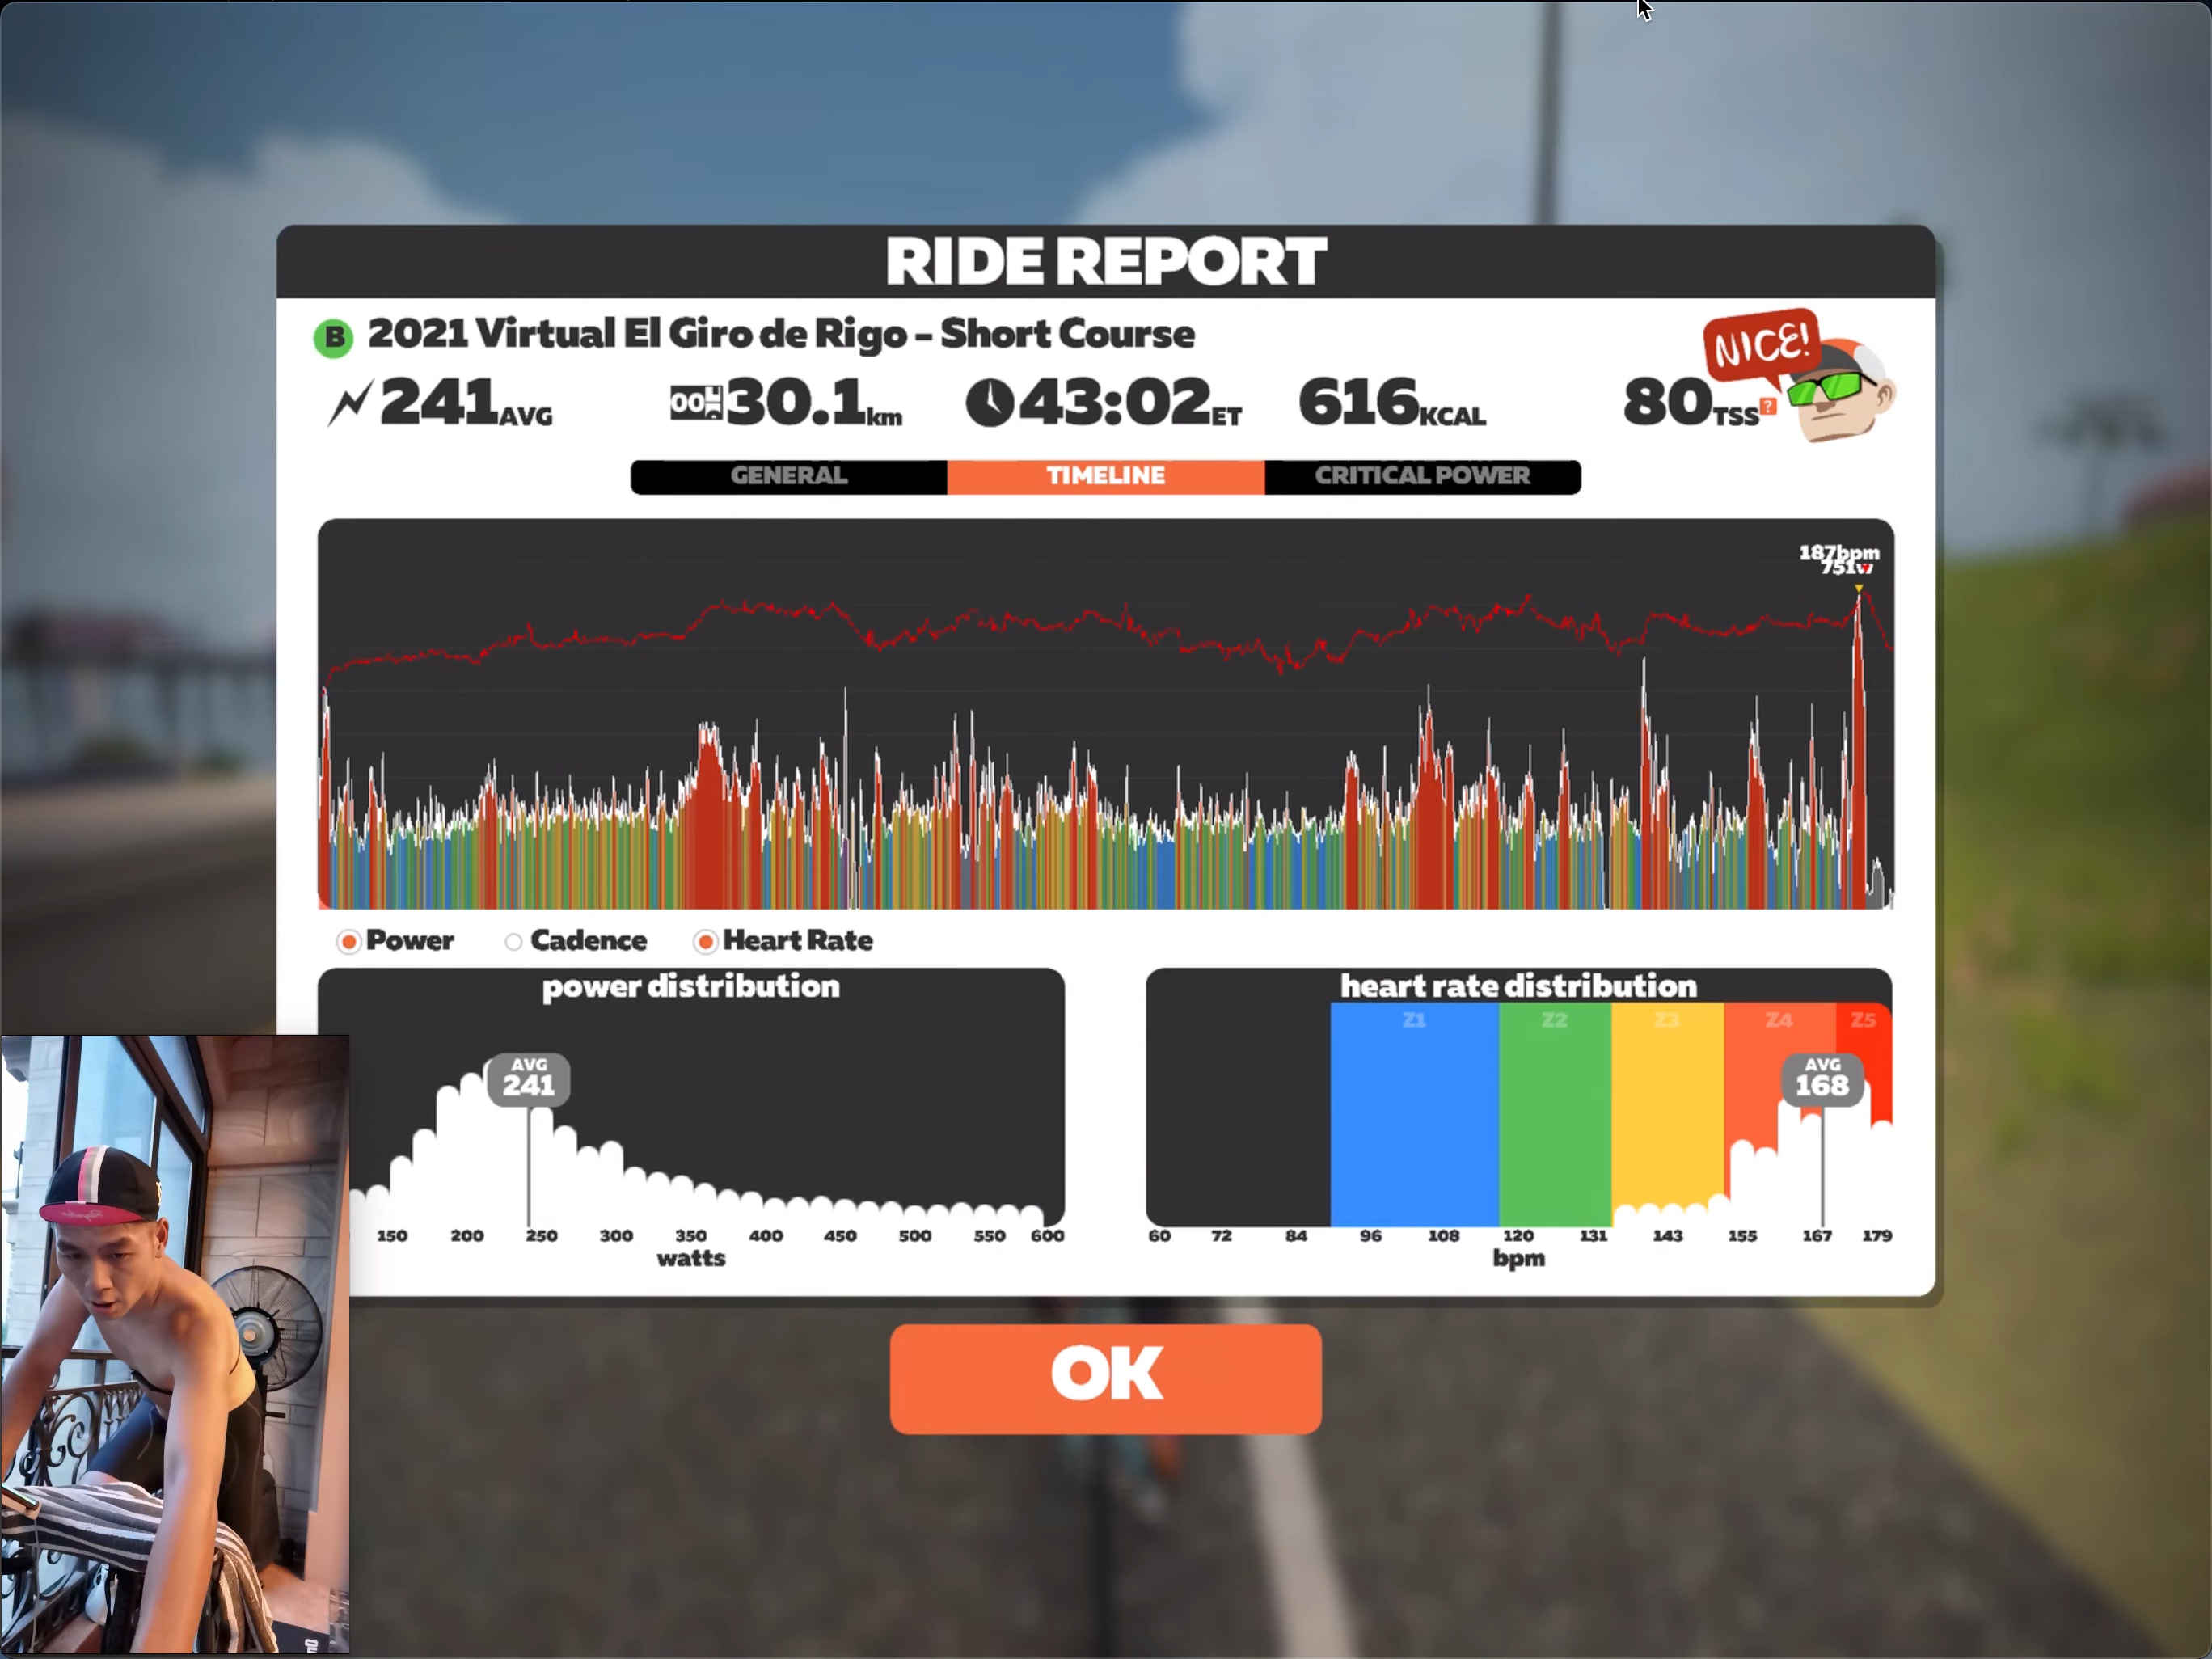 RIDE REPORT
B 2021 Virtual El Giro de Rigo - Short Course
NICE!
241AVG 30.1km 43:02ET 616KCAL 80TSS ?
GENERAL TIMELINE CRITICAL POWER
187bpm
751w
Power Cadence Heart Rate
power distribution
AVG
241
150 200 250 300 350 400 450 500 550 600
watts
heart rate distribution
Z1 Z2 Z3 Z4 Z5
AVG
168
60 72 84 96 108 120 131 143 155 167 179
bpm
OK